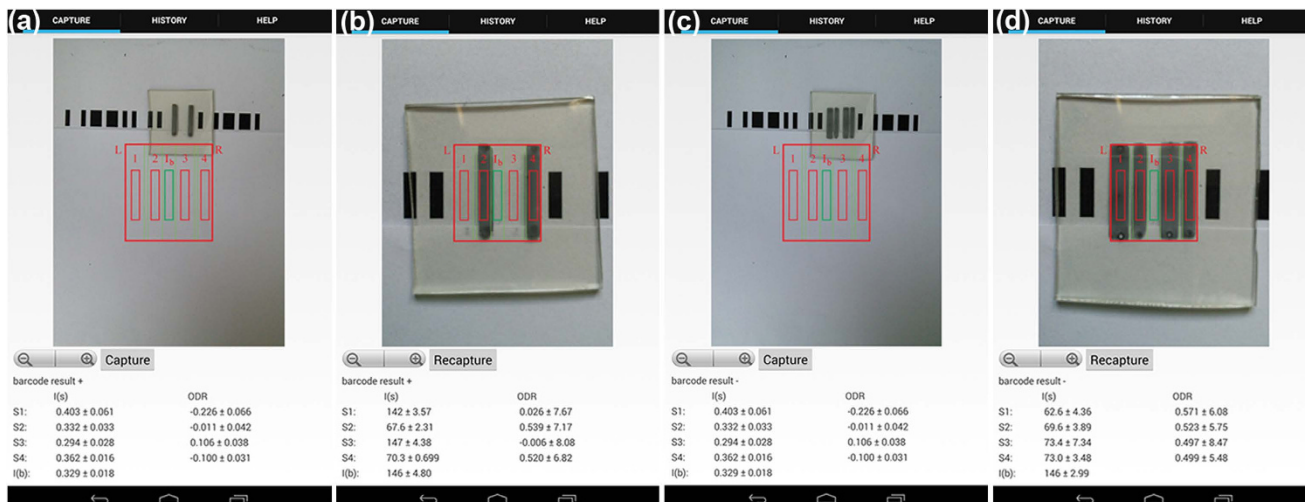 (a) CAPTURE HISTORY HELP
L R
1 2 Ib 3 4
Capture
barcode result +
I(s) ODR
S1: 0.403 ± 0.061 -0.226 ± 0.066
S2: 0.332 ± 0.033 -0.011 ± 0.042
S3: 0.294 ± 0.028 0.106 ± 0.038
S4: 0.362 ± 0.016 -0.100 ± 0.031
I(b): 0.329 ± 0.018
(b) CAPTURE HISTORY HELP
L R
1 2 Ib 3 4
Recapture
barcode result +
I(s) ODR
S1: 142 ± 3.57 0.026 ± 7.67
S2: 67.6 ± 2.31 0.539 ± 7.17
S3: 147 ± 4.38 -0.006 ± 8.08
S4: 70.3 ± 0.699 0.520 ± 6.82
I(b): 146 ± 4.80
(c) CAPTURE HISTORY HELP
L R
1 2 Ib 3 4
Capture
barcode result -
I(s) ODR
S1: 0.403 ± 0.061 -0.226 ± 0.066
S2: 0.332 ± 0.033 -0.011 ± 0.042
S3: 0.294 ± 0.028 0.106 ± 0.038
S4: 0.362 ± 0.016 -0.100 ± 0.031
I(b): 0.329 ± 0.018
(d) CAPTURE HISTORY HELP
L R
1 2 Ib 3 4
Recapture
barcode result -
I(s) ODR
S1: 62.6 ± 4.36 0.571 ± 6.08
S2: 69.6 ± 3.89 0.523 ± 5.75
S3: 73.4 ± 7.34 0.497 ± 8.47
S4: 73.0 ± 3.48 0.499 ± 5.48
I(b): 146 ± 2.99